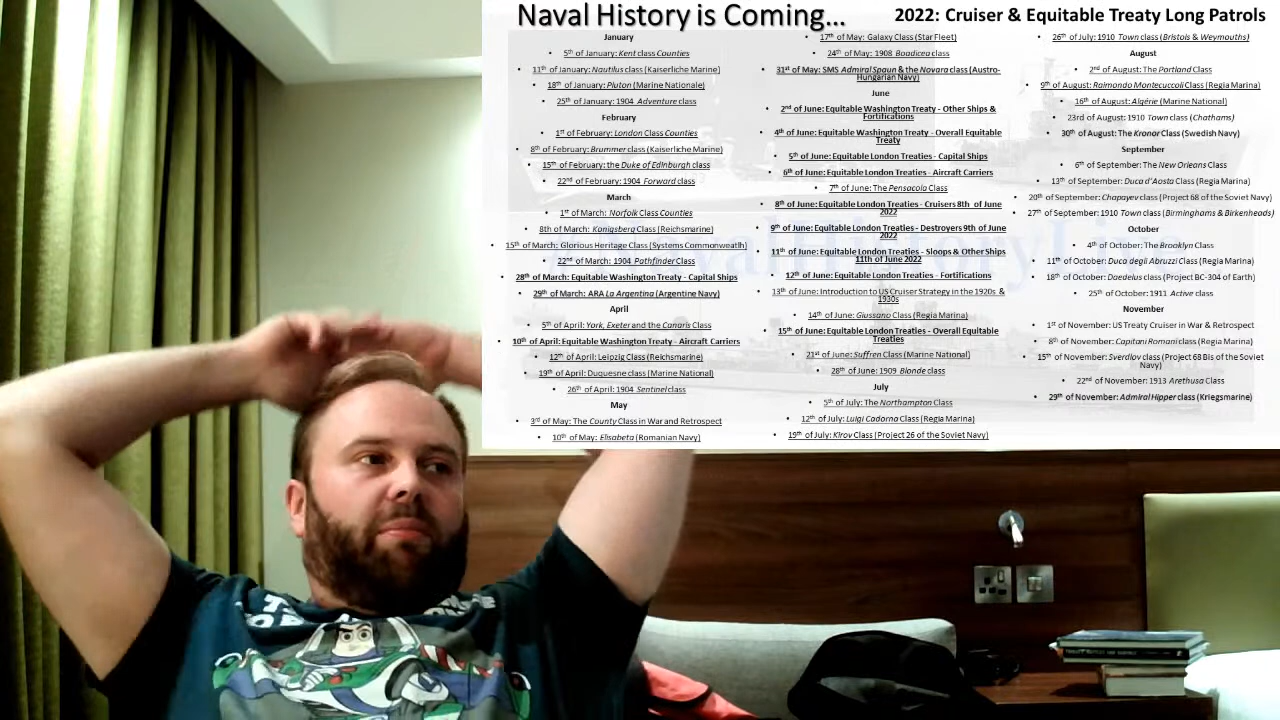 Naval History is Coming...
2022: Cruiser & Equitable Treaty Long Patrols
January
• 5th of January: Kent class Counties
• 11th of January: Nautilus class (Kaiserliche Marine)
• 18th of January: Pluton (Marine Nationale)
• 25th of January: 1904 Adventure class
February
• 1st of February: London Class Counties
• 8th of February: Brummer class (Kaiserliche Marine)
• 15th of February: the Duke of Edinburgh class
• 22nd of February: 1904 Forward class
March
• 1st of March: Norfolk Class Counties
• 8th of March: Konigsberg Class (Reichsmarine)
• 15th of March: Glorious Heritage Class (Systems Commonwealth)
• 22nd of March: 1904 Pathfinder Class
• 28th of March: Equitable Washington Treaty - Capital Ships
• 29th of March: ARA La Argentina (Argentine Navy)
April
• 5th of April: York, Exeter and the Canaris Class
• 10th of April: Equitable Washington Treaty - Aircraft Carriers
• 12th of April: Leipzig Class (Reichsmarine)
• 19th of April: Duquesne class (Marine National)
• 26th of April: 1904 Sentinel class
May
• 3rd of May: The County Class in War and Retrospect
• 10th of May: Elisabeta (Romanian Navy)
• 17th of May: Galaxy Class (Star Fleet)
• 24th of May: 1908 Boadicea class
• 31st of May: SMS Admiral Spaun & the Novara class (Austro-
Hungarian Navy)
June
• 2nd of June: Equitable Washington Treaty - Other Ships &
Fortifications
• 4th of June: Equitable Washington Treaty - Overall Equitable
Treaty
• 5th of June: Equitable London Treaties - Capital Ships
• 6th of June: Equitable London Treaties - Aircraft Carriers
• 7th of June: The Pensacola Class
• 8th of June: Equitable London Treaties - Cruisers 8th of June
2022
• 9th of June: Equitable London Treaties - Destroyers 9th of June
2022
• 11th of June: Equitable London Treaties - Sloops & Other Ships
11th of June 2022
• 12th of June: Equitable London Treaties - Fortifications
• 13th of June: Introduction to US Cruiser Strategy in the 1920s &
1930s
• 14th of June: Giussano Class (Regia Marina)
• 15th of June: Equitable London Treaties - Overall Equitable
Treaties
• 21st of June: Suffren Class (Marine National)
• 28th of June: 1909 Blonde class
July
• 5th of July: The Northampton Class
• 12th of July: Luigi Cadorna Class (Regia Marina)
• 19th of July: Kirov Class (Project 26 of the Soviet Navy)
• 26th of July: 1910 Town class (Bristols & Weymouths)
August
• 2nd of August: The Portland Class
• 9th of August: Raimondo Montecuccoli Class (Regia Marina)
• 16th of August: Algérie (Marine National)
• 23rd of August: 1910 Town class (Chathams)
• 30th of August: The Kronor Class (Swedish Navy)
September
• 6th of September: The New Orleans Class
• 13th of September: Duca d'Aosta Class (Regia Marina)
• 20th of September: Chapayev class (Project 68 of the Soviet Navy)
• 27th of September: 1910 Town class (Birminghams & Birkenheads)
October
• 4th of October: The Brooklyn Class
• 11th of October: Duca degli Abruzzi Class (Regia Marina)
• 18th of October: Daedelus class (Project BC-304 of Earth)
• 25th of October: 1911 Active class
November
• 1st of November: US Treaty Cruiser in War & Retrospect
• 8th of November: Capitani Romani class (Regia Marina)
• 15th of November: Sverdlov class (Project 68 Bis of the Soviet
Navy)
• 22nd of November: 1913 Arethusa Class
• 29th of November: Admiral Hipper class (Kriegsmarine)